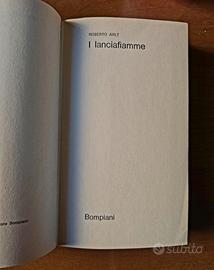 ROBERTO ARLT
I lanciafiamme
Bompiani
subito